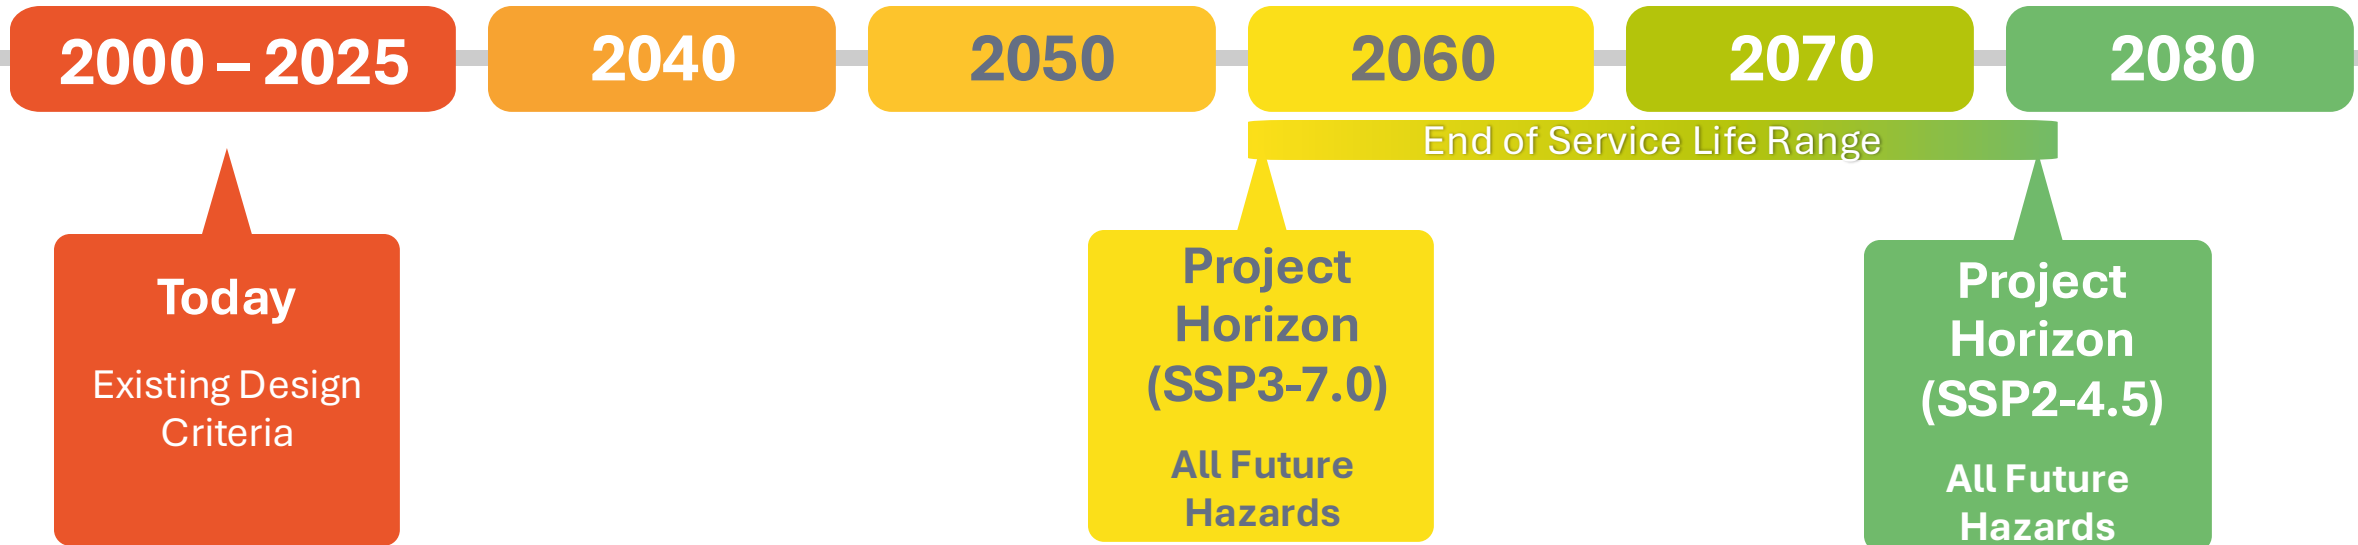 2000 – 2025
2040
2050
2060
2070
2080
End of Service Life Range
Today
Existing Design
Criteria
Project
Horizon
(SSP3-7.0)
All Future
Hazards
Project
Horizon
(SSP2-4.5)
All Future
Hazards